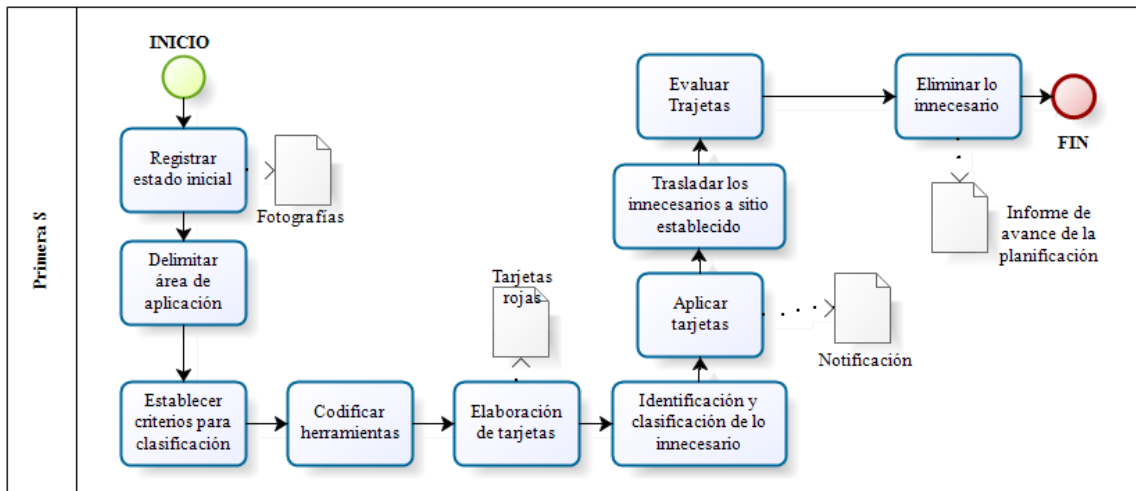 Primera S
INICIO
Registrar
estado inicial
Fotografías
Delimitar
área de
aplicación
Establecer
criterios para
clasificación
Codificar
herramientas
Elaboración
de tarjetas
Tarjetas
rojas
Identificación y
clasificación de lo
innecesario
Aplicar
tarjetas
Notificación
Trasladar los
innecesarios a sitio
establecido
Evaluar
Trajetas
Eliminar lo
innecesario
Informe de
avance de la
planificación
FIN